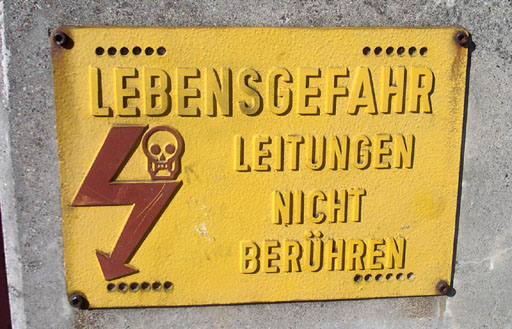 LEBENSGEFAHR
LEITUNGEN
NICHT
BERÜHREN